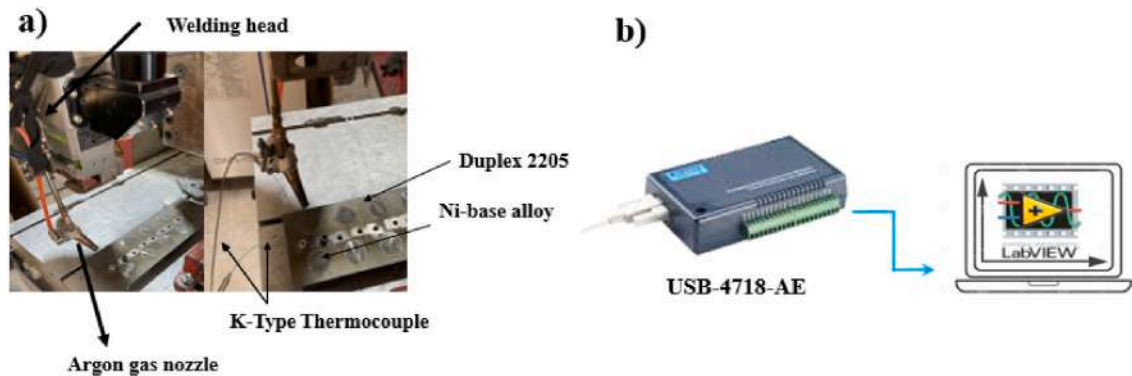 a)
Welding head
Duplex 2205
Ni-base alloy
K-Type Thermocouple
Argon gas nozzle
b)
USB-4718-AE
LabVIEW